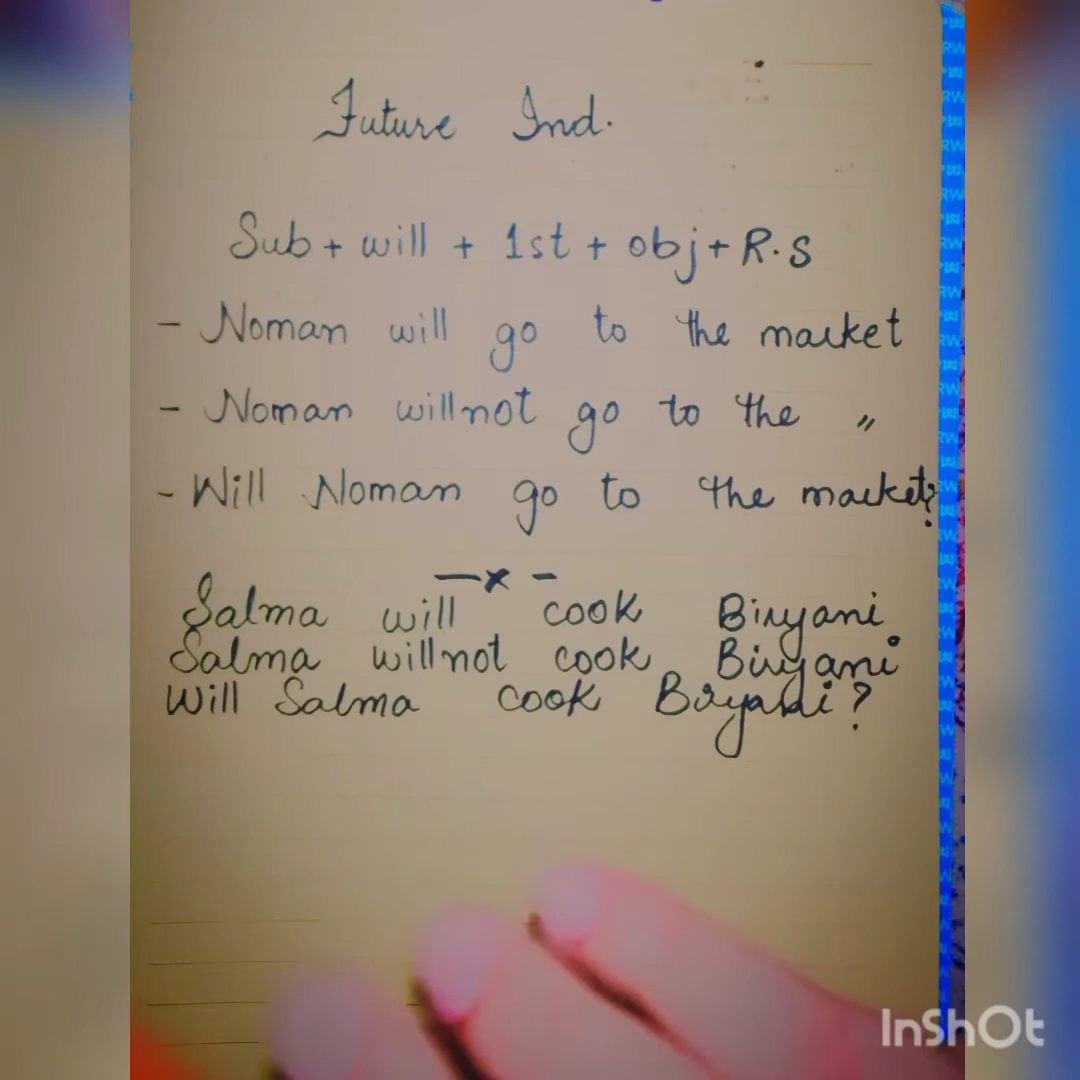 Future Ind.
Sub + will + 1st + obj + R.S
- Noman will go to the market
- Noman willnot go to the "
- Will Noman go to the market?
—x-
Salma will cook Biryani.
Salma willnot cook Biryani
Will Salma cook Biryani?
InShOt